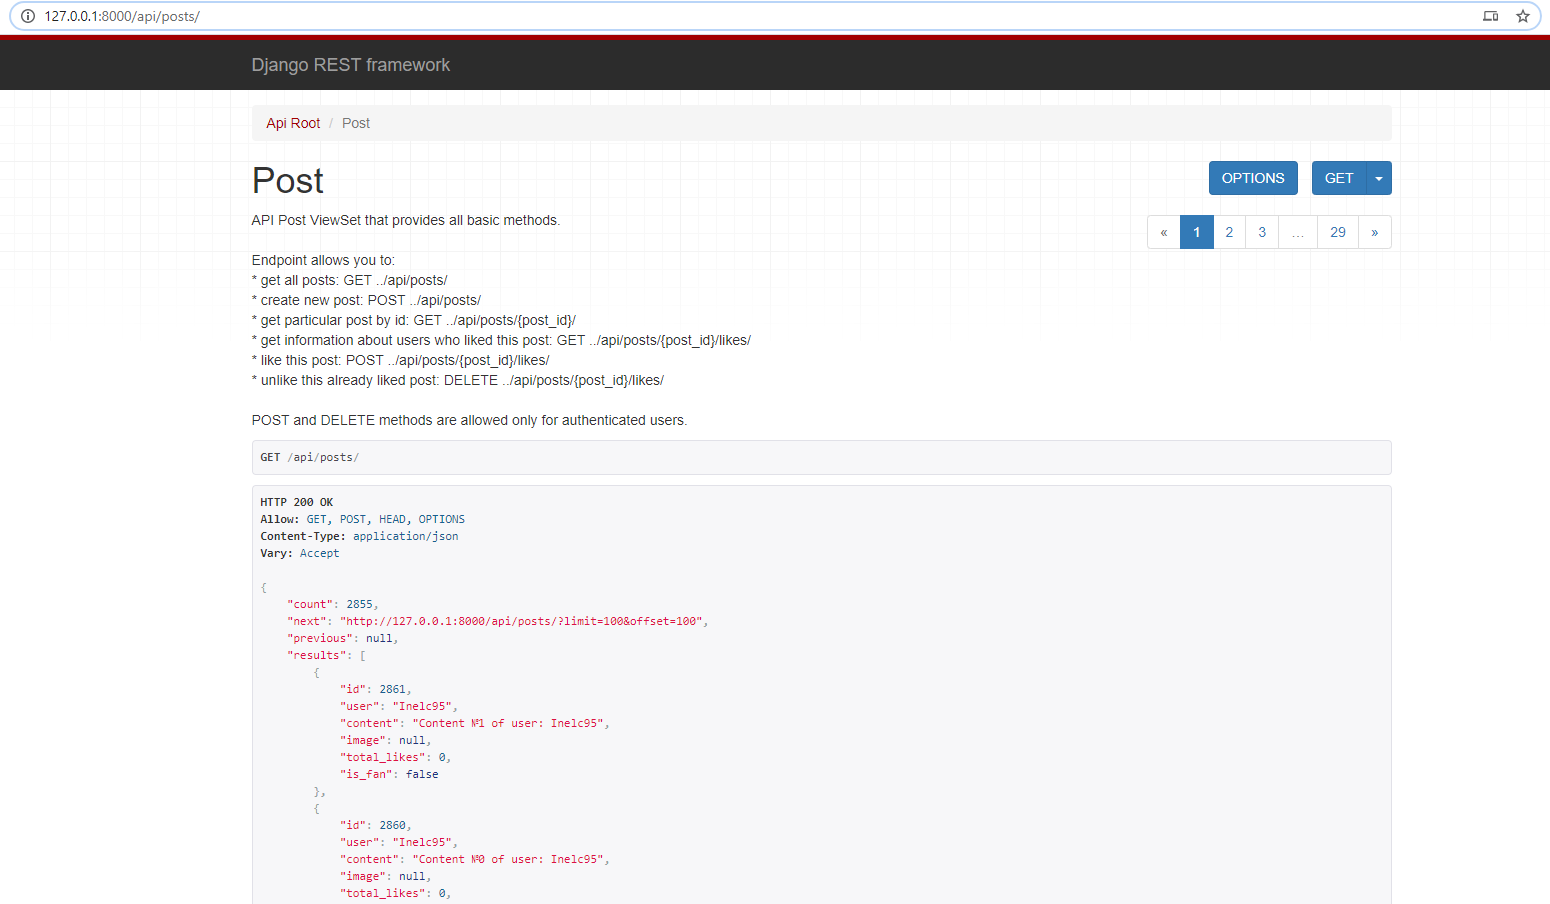 127.0.0.1:8000/api/posts/
Django REST framework
Api Root / Post
Post
OPTIONS
GET
API Post ViewSet that provides all basic methods.
« 1 2 3 … 29 »
Endpoint allows you to:
* get all posts: GET ../api/posts/
* create new post: POST ../api/posts/
* get particular post by id: GET ../api/posts/{post_id}/
* get information about users who liked this post: GET ../api/posts/{post_id}/likes/
* like this post: POST ../api/posts/{post_id}/likes/
* unlike this already liked post: DELETE ../api/posts/{post_id}/likes/
POST and DELETE methods are allowed only for authenticated users.
GET /api/posts/
HTTP 200 OK
Allow: GET, POST, HEAD, OPTIONS
Content-Type: application/json
Vary: Accept
{
"count": 2855,
"next": "http://127.0.0.1:8000/api/posts/?limit=100&offset=100",
"previous": null,
"results": [
{
"id": 2861,
"user": "Inelc95",
"content": "Content №1 of user: Inelc95",
"image": null,
"total_likes": 0,
"is_fan": false
},
{
"id": 2860,
"user": "Inelc95",
"content": "Content №0 of user: Inelc95",
"image": null,
"total_likes": 0,